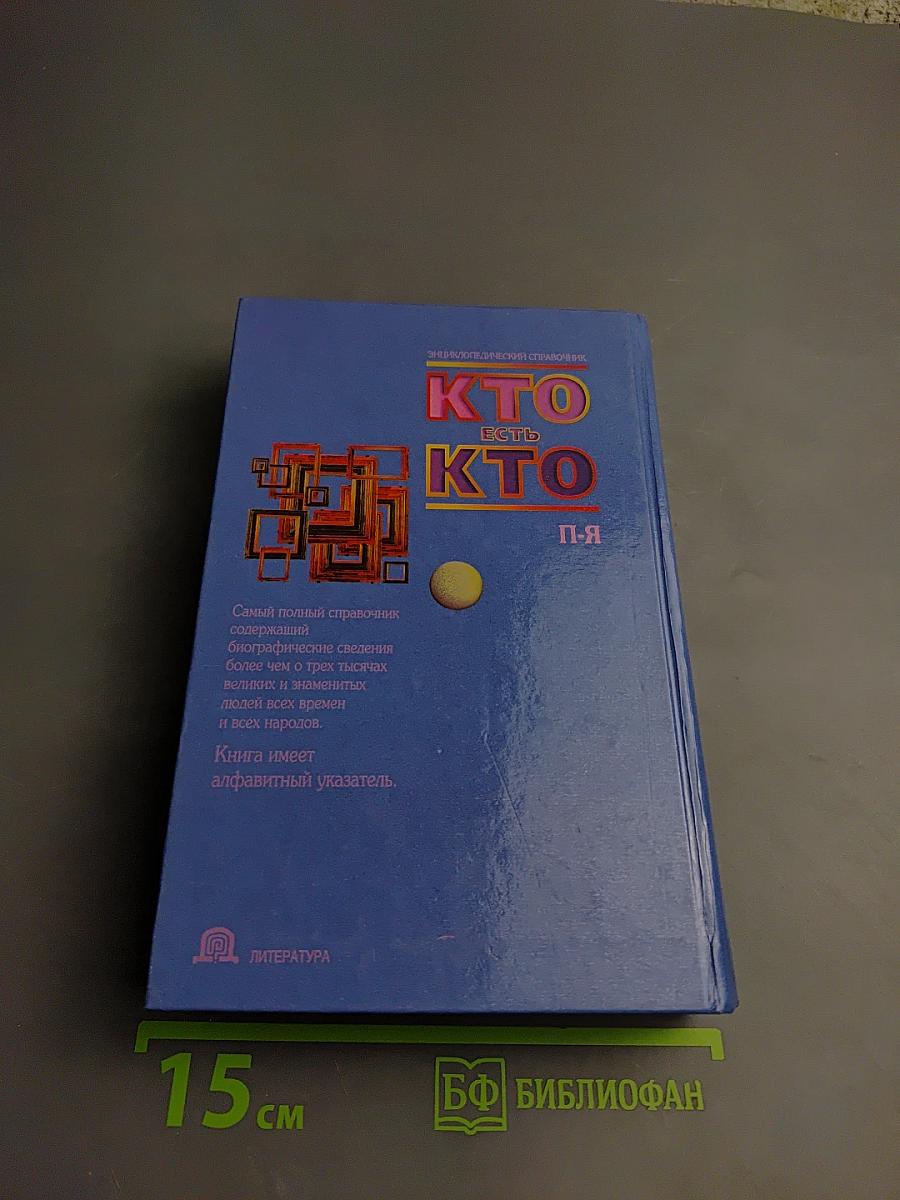 ЭНЦИКЛОПЕДИЧЕСКИЙ СПРАВОЧНИК
КТО
ЕСТЬ
КТО
П-Я
Самый полный справочник
содержащий
биографические сведения
более чем о трех тысячах
великих и знаменитых
людей всех времен
и всех народов.
Книга имеет
алфавитный указатель.
ЛИТЕРАТУРА
15 см
БФ БИБЛИОФАН